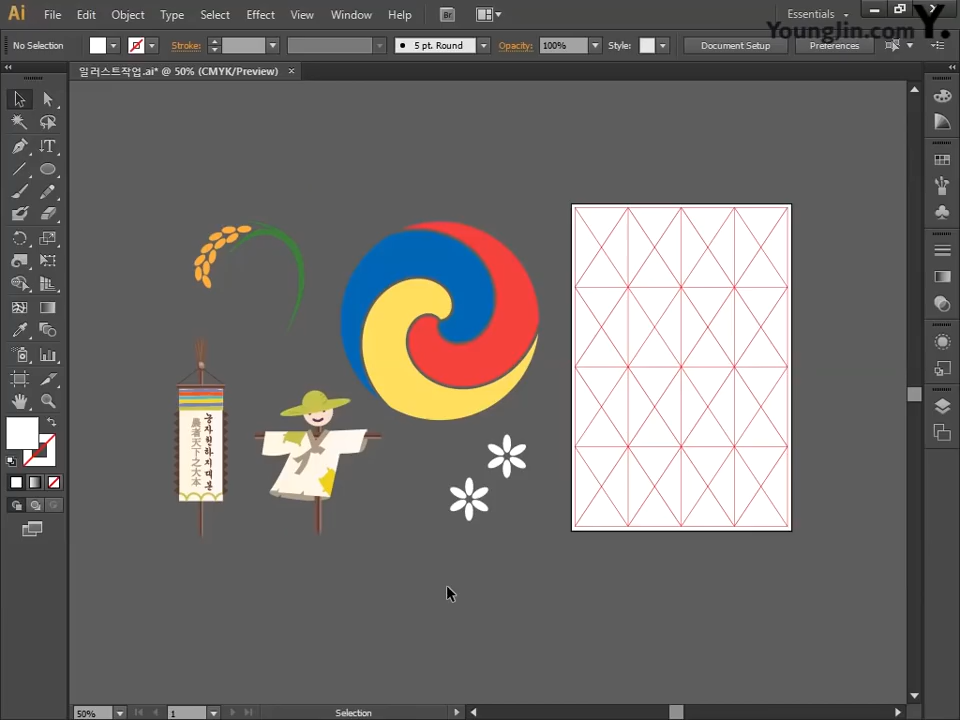 Ai File Edit Object Type Select Effect View Window Help Br Essentials
YoungJin.com Y.
No Selection Stroke: 5 pt. Round Opacity: 100% Style: Document Setup Preferences
일러스트작업.ai* @ 50% (CMYK/Preview)
농자천하지대본
農者天下之大本
50% 1 Selection